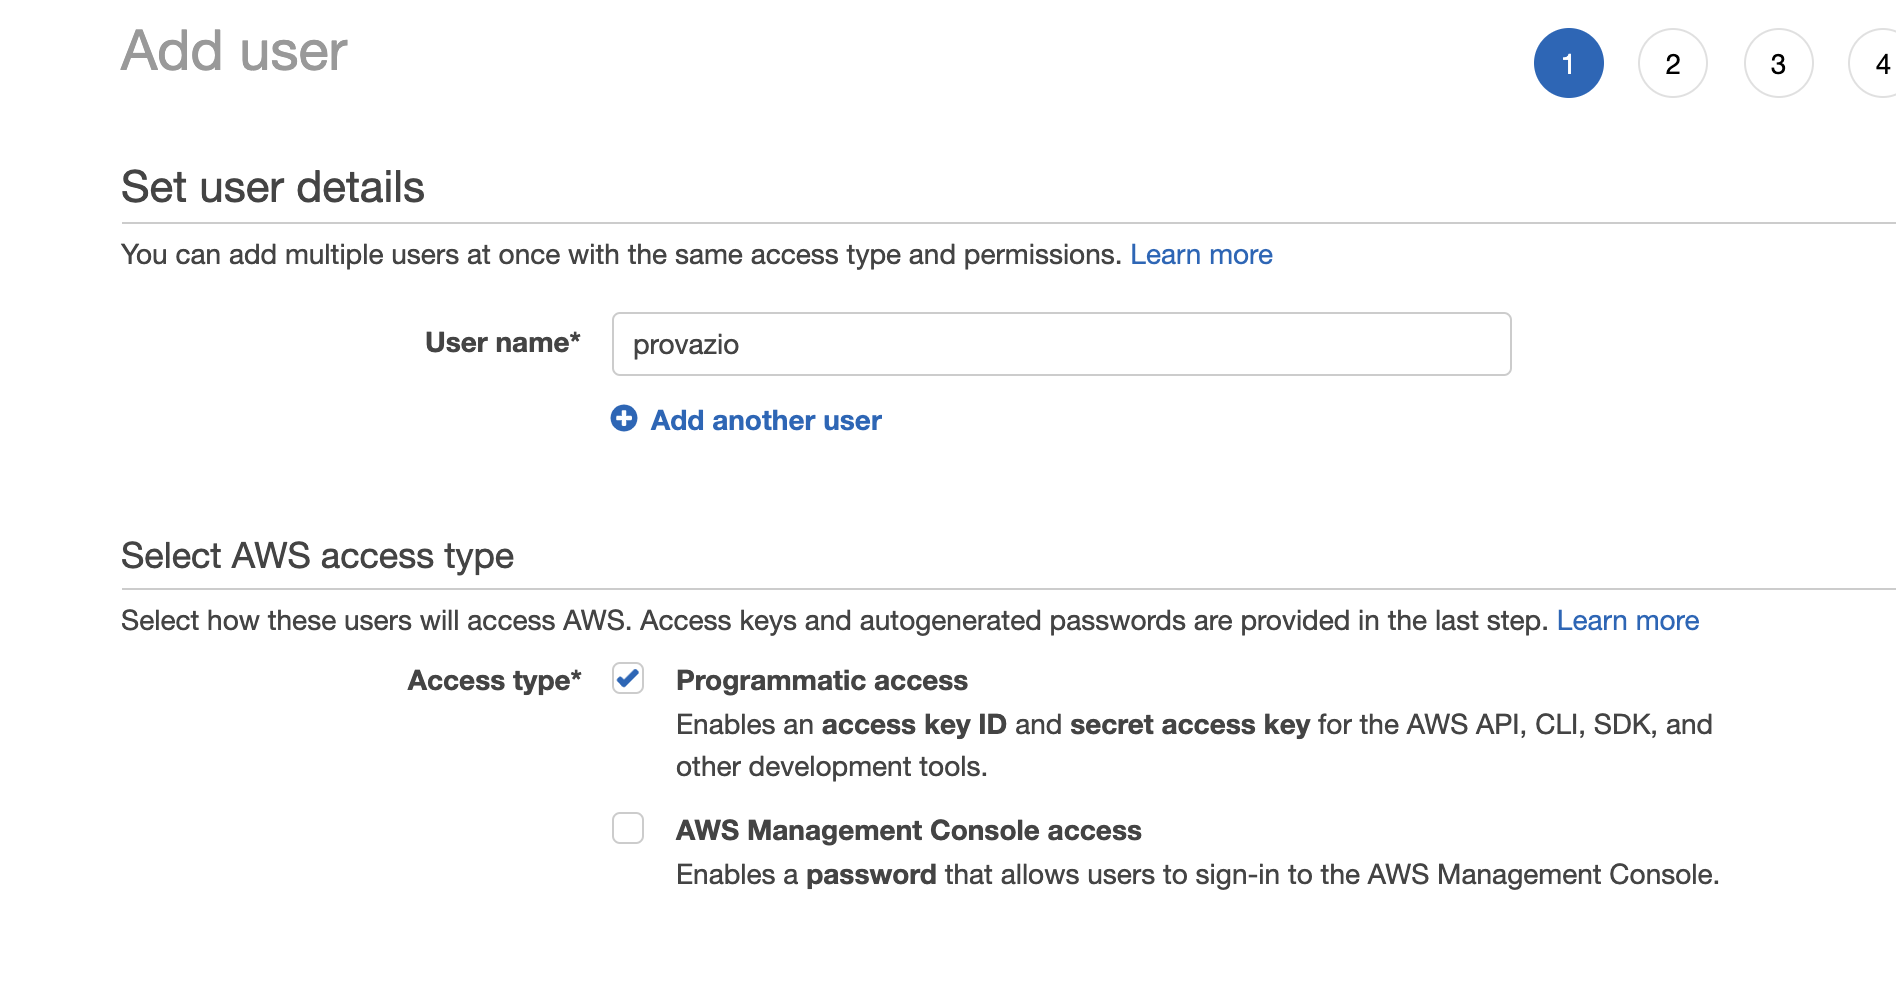 Add user
1 2 3 4
Set user details
You can add multiple users at once with the same access type and permissions. Learn more
User name* provazio
Add another user
Select AWS access type
Select how these users will access AWS. Access keys and autogenerated passwords are provided in the last step. Learn more
Access type* Programmatic access
Enables an access key ID and secret access key for the AWS API, CLI, SDK, and
other development tools.
AWS Management Console access
Enables a password that allows users to sign-in to the AWS Management Console.